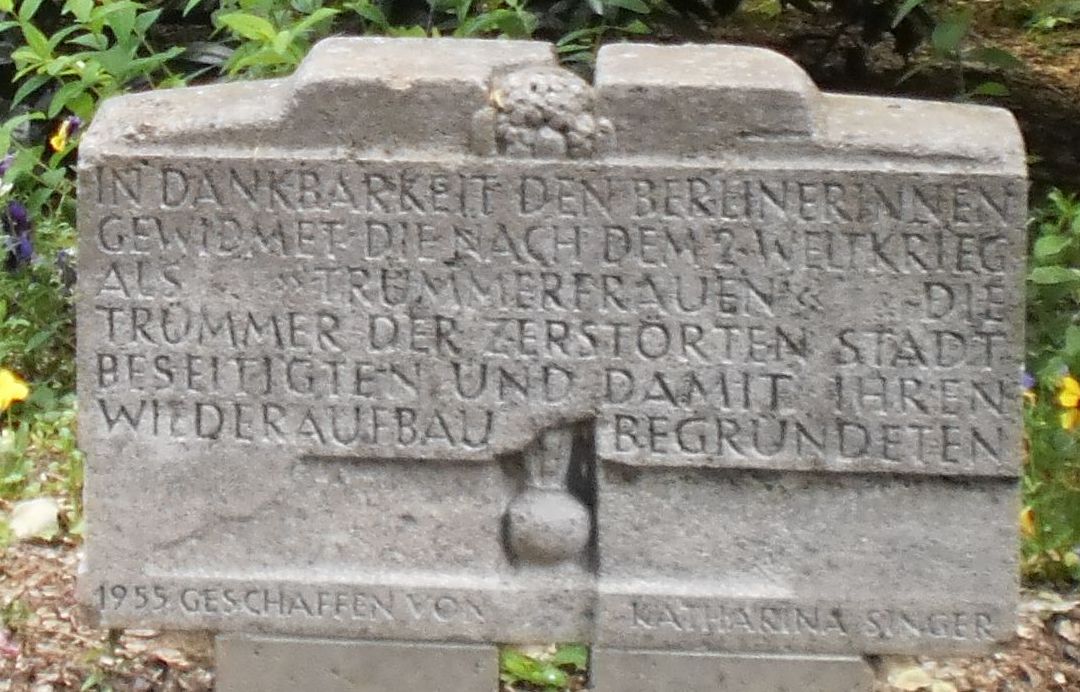 IN DANKBARKEIT DEN BERLINERINNEN
GEWIDMET· DIE NACH DEM 2· WELTKRIEG
ALS »TRÜMMERFRAUEN« DIE
TRÜMMER DER ZERSTÖRTEN STADT
BESEITIGTEN UND DAMIT IHREN
WIEDERAUFBAU BEGRÜNDETEN
1955 GESCHAFFEN VON KATHARINA SINGER